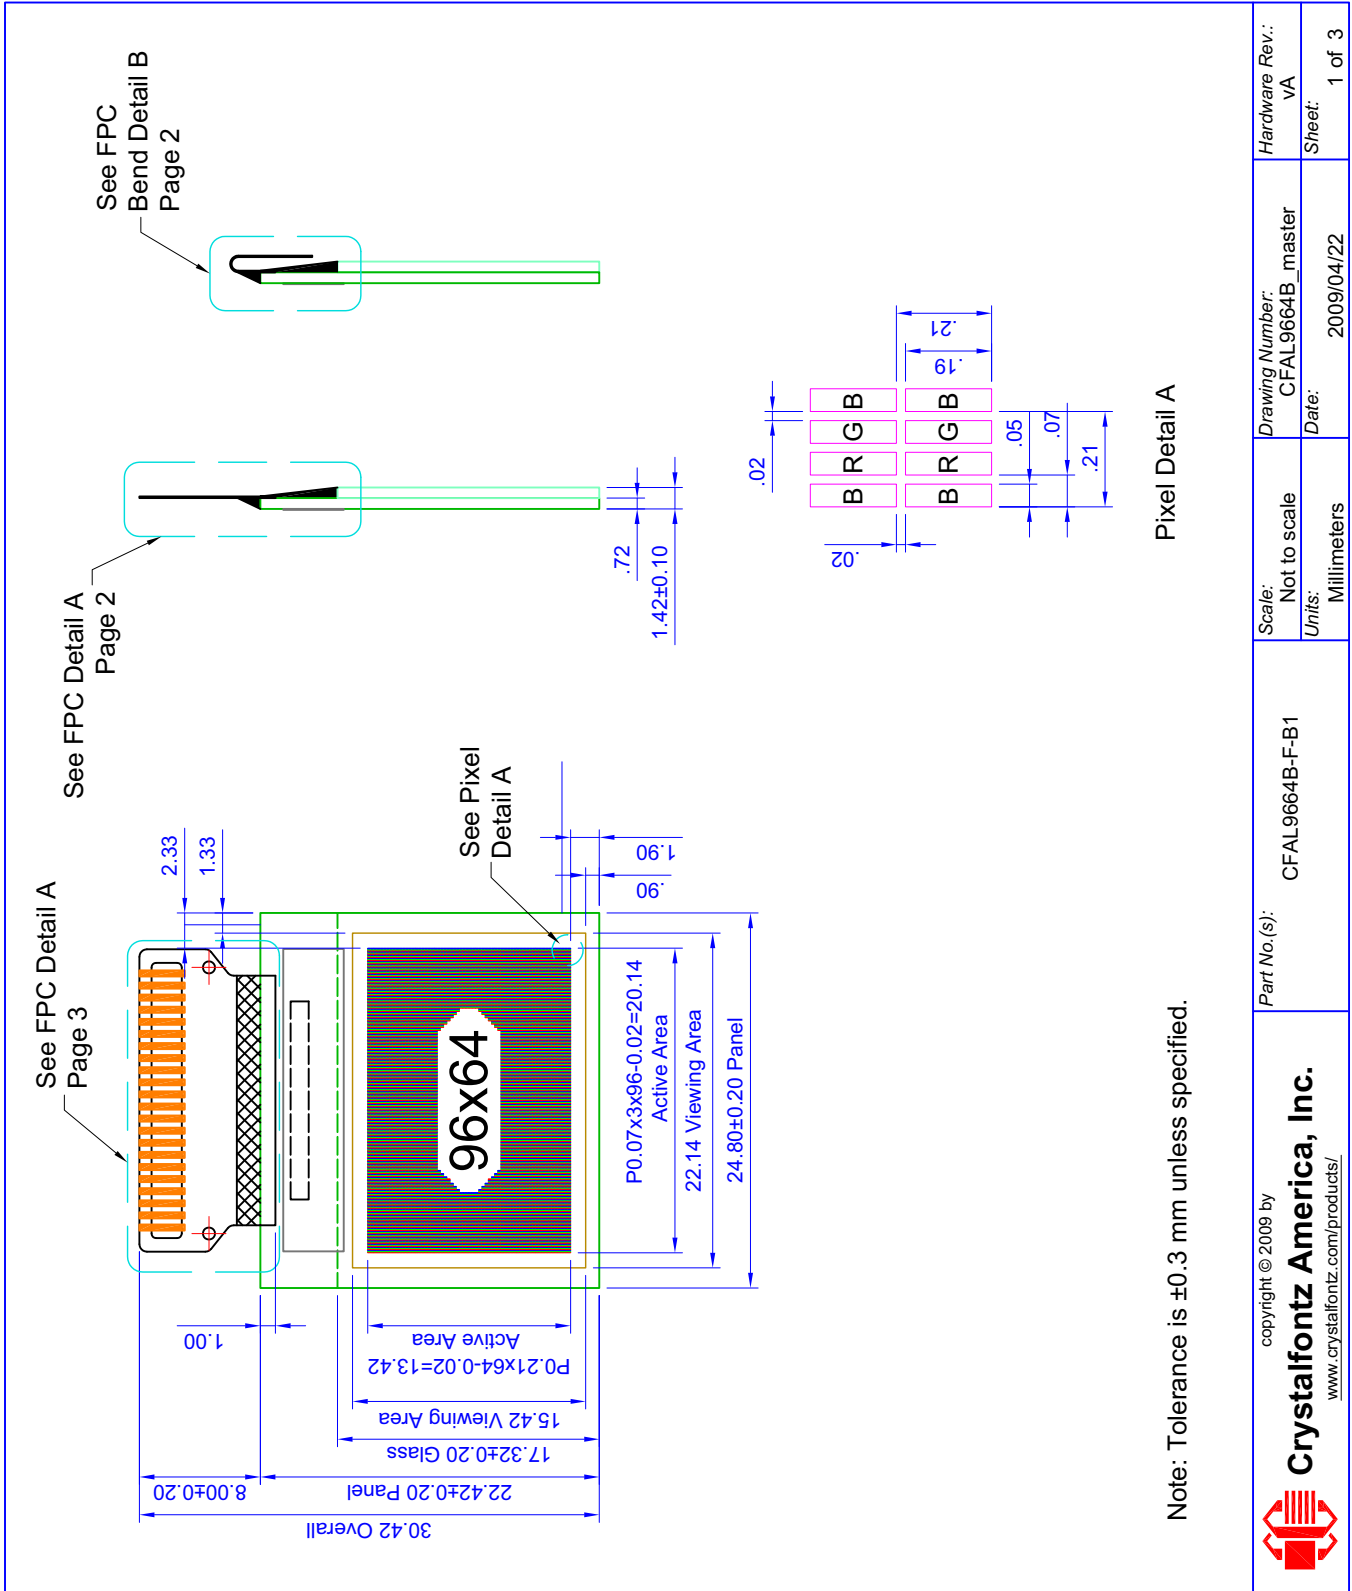 See FPC Detail A
Page 3
See FPC Detail A
Page 2
See FPC
Bend Detail B
Page 2
30.42 Overall
8.00±0.20
22.42±0.20 Panel
17.32±0.20 Glass
15.42 Viewing Area
P0.21x64-0.02=13.42
Active Area
1.00
2.33
1.33
96x64
See Pixel
Detail A
1.90
.90
P0.07x3x96-0.02=20.14
Active Area
22.14 Viewing Area
24.80±0.20 Panel
.72
1.42±0.10
.02
.02
B R G B
B R G B
.21
.19
.05
.07
.21
Pixel Detail A
Note: Tolerance is ±0.3 mm unless specified.
copyright © 2009 by
Crystalfontz America, Inc.
www.crystalfontz.com/products/
Part No.(s):
CFAL9664B-F-B1
Scale:
Not to scale
Units:
Millimeters
Drawing Number:
CFAL9664B_master
Date:
2009/04/22
Hardware Rev.:
vA
Sheet:
1 of 3